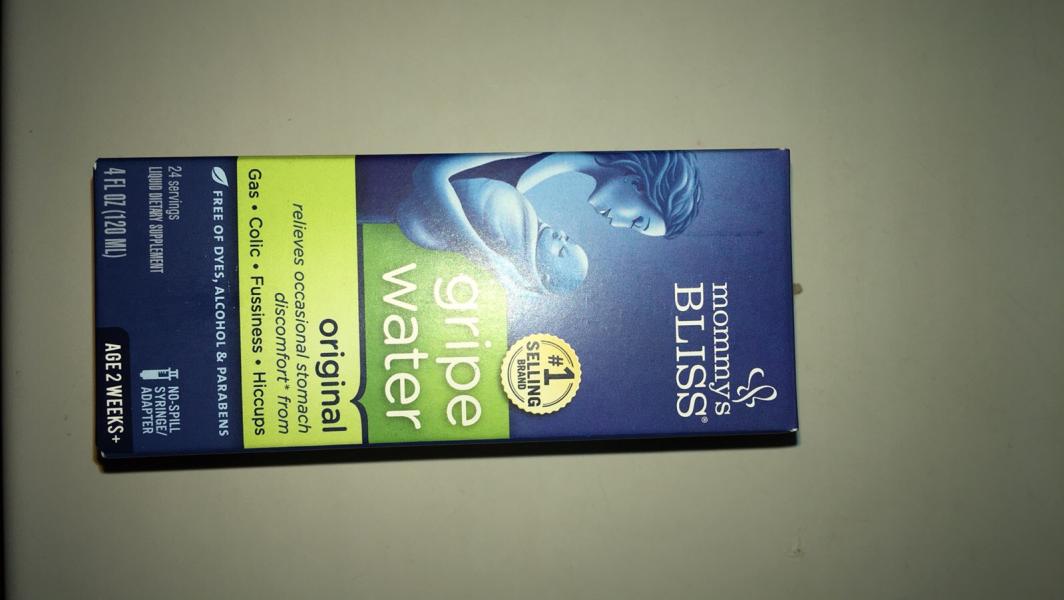 mommy's
BLISS®
#1
SELLING
BRAND
gripe
water
original
relieves occasional stomach
discomfort* from
Gas • Colic • Fussiness • Hiccups
FREE OF DYES, ALCOHOL & PARABENS
24 servings
LIQUID DIETARY SUPPLEMENT
4 FL OZ (120 ML)
NO-SPILL
SYRINGE/
ADAPTER
AGE 2 WEEKS+